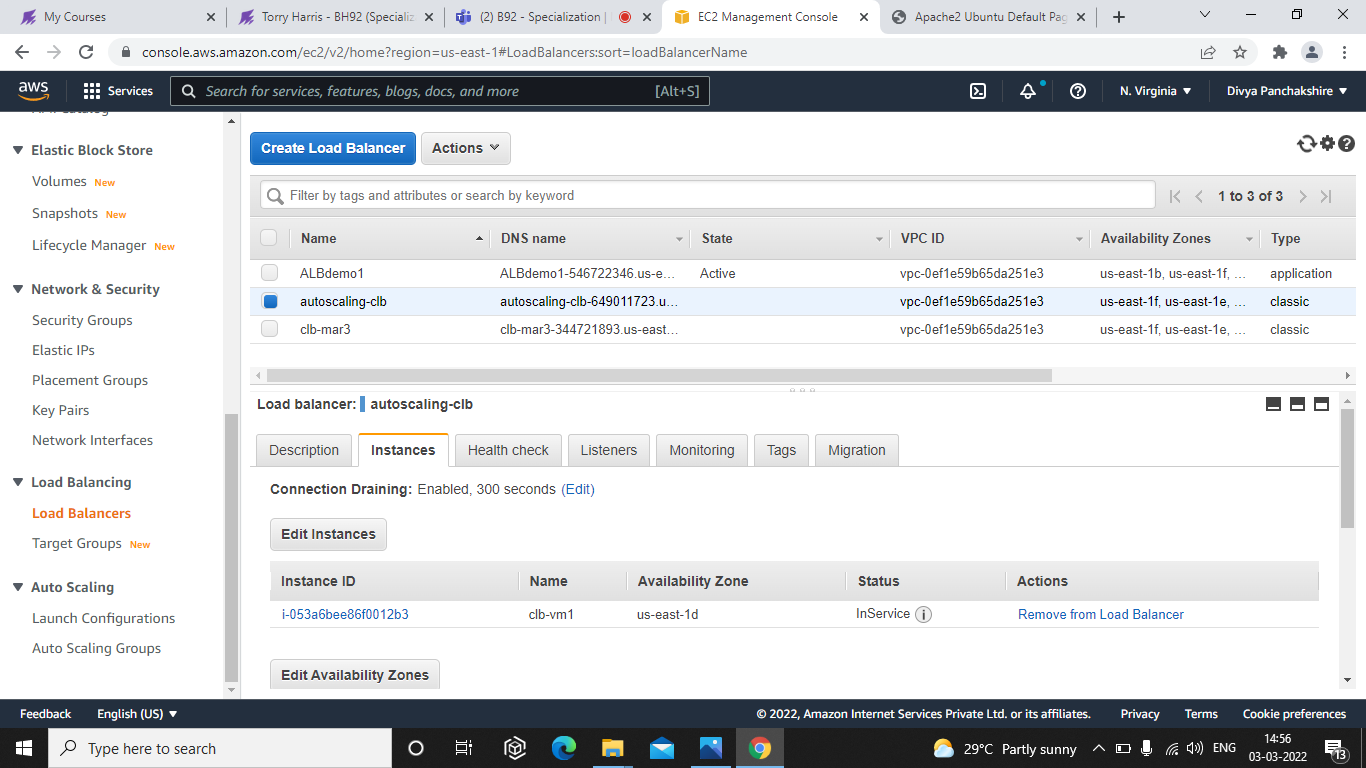 My Courses
Torry Harris - BH92 (Specializ
(2) B92 - Specialization |
EC2 Management Console
Apache2 Ubuntu Default Pag
console.aws.amazon.com/ec2/v2/home?region=us-east-1#LoadBalancers:sort=loadBalancerName
aws
Services
Search for services, features, blogs, docs, and more
[Alt+S]
N. Virginia
Divya Panchakshire
Elastic Block Store
Volumes New
Snapshots New
Lifecycle Manager New
Network & Security
Security Groups
Elastic IPs
Placement Groups
Key Pairs
Network Interfaces
Load Balancing
Load Balancers
Target Groups New
Auto Scaling
Launch Configurations
Auto Scaling Groups
Create Load Balancer
Actions
Filter by tags and attributes or search by keyword
1 to 3 of 3
Name DNS name State VPC ID Availability Zones Type
ALBdemo1 ALBdemo1-546722346.us-e... Active vpc-0ef1e59b65da251e3 us-east-1b, us-east-1f, ... application
autoscaling-clb autoscaling-clb-649011723.u... vpc-0ef1e59b65da251e3 us-east-1f, us-east-1e, ... classic
clb-mar3 clb-mar3-344721893.us-east... vpc-0ef1e59b65da251e3 us-east-1f, us-east-1e, ... classic
Load balancer: autoscaling-clb
Description Instances Health check Listeners Monitoring Tags Migration
Connection Draining: Enabled, 300 seconds (Edit)
Edit Instances
Instance ID Name Availability Zone Status Actions
i-053a6bee86f0012b3 clb-vm1 us-east-1d InService Remove from Load Balancer
Edit Availability Zones
Feedback English (US)
© 2022, Amazon Internet Services Private Ltd. or its affiliates. Privacy Terms Cookie preferences
Type here to search
29°C Partly sunny
ENG
14:56
03-03-2022
13